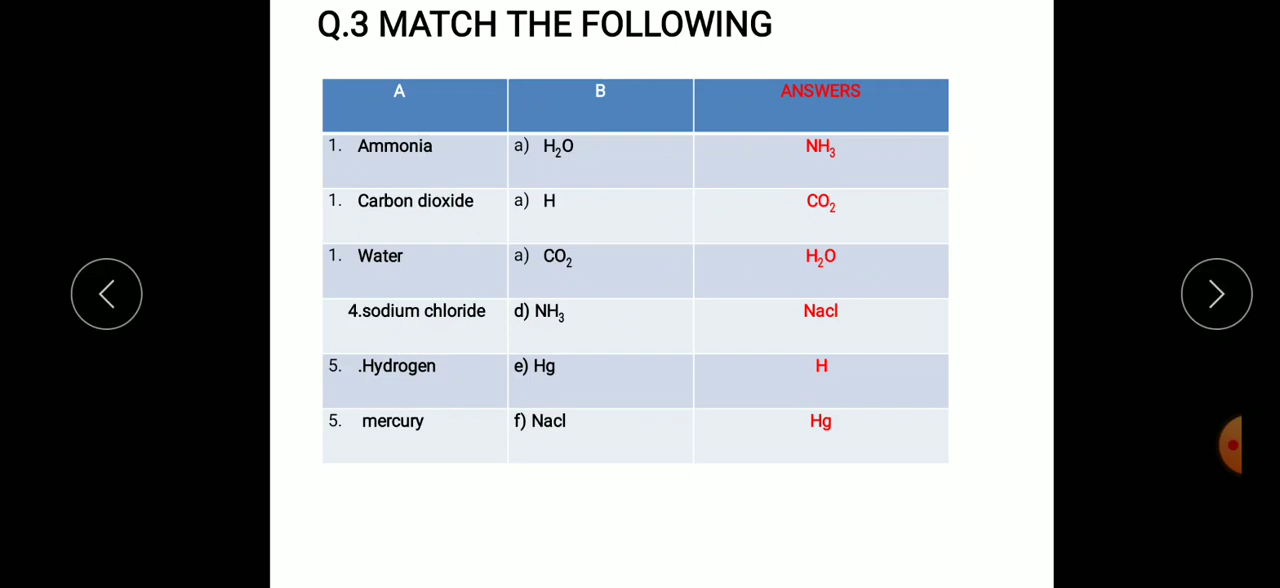 Q.3 MATCH THE FOLLOWING
A B ANSWERS
1. Ammonia a) H₂O NH₃
1. Carbon dioxide a) H CO₂
1. Water a) CO₂ H₂O
4.sodium chloride d) NH₃ Nacl
5. .Hydrogen e) Hg H
5. mercury f) Nacl Hg